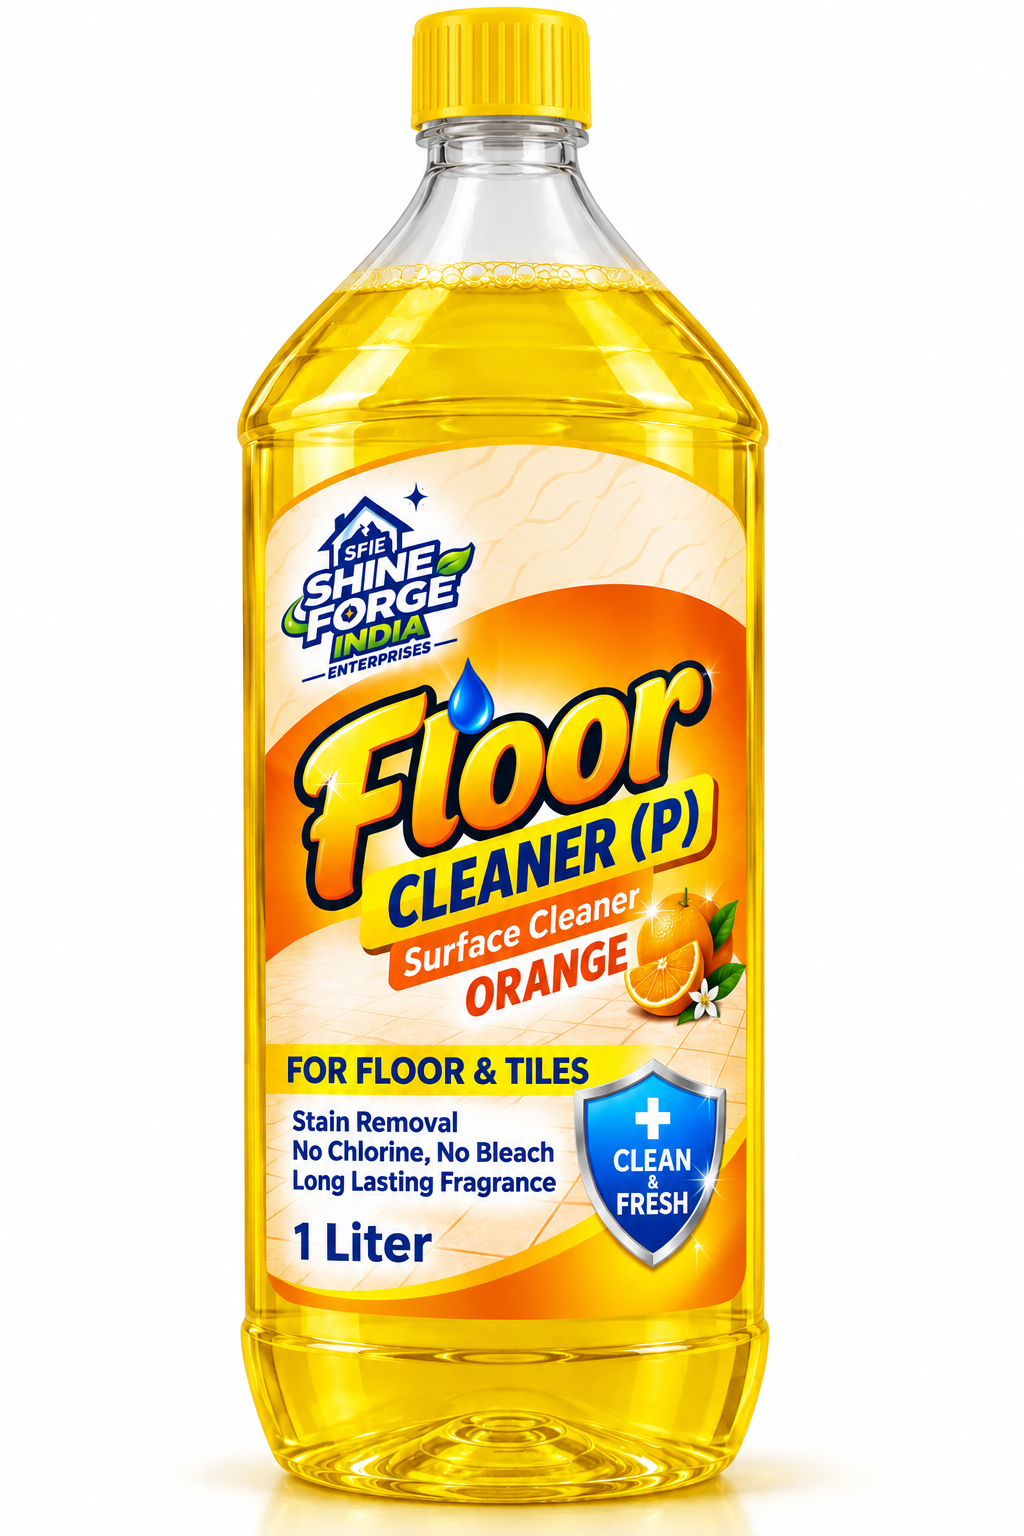 SFIE
SHINE
FORGE
INDIA
ENTERPRISES
Floor
CLEANER (P)
Surface Cleaner
ORANGE
FOR FLOOR & TILES
Stain Removal
No Chlorine, No Bleach
Long Lasting Fragrance
1 Liter
CLEAN
&
FRESH